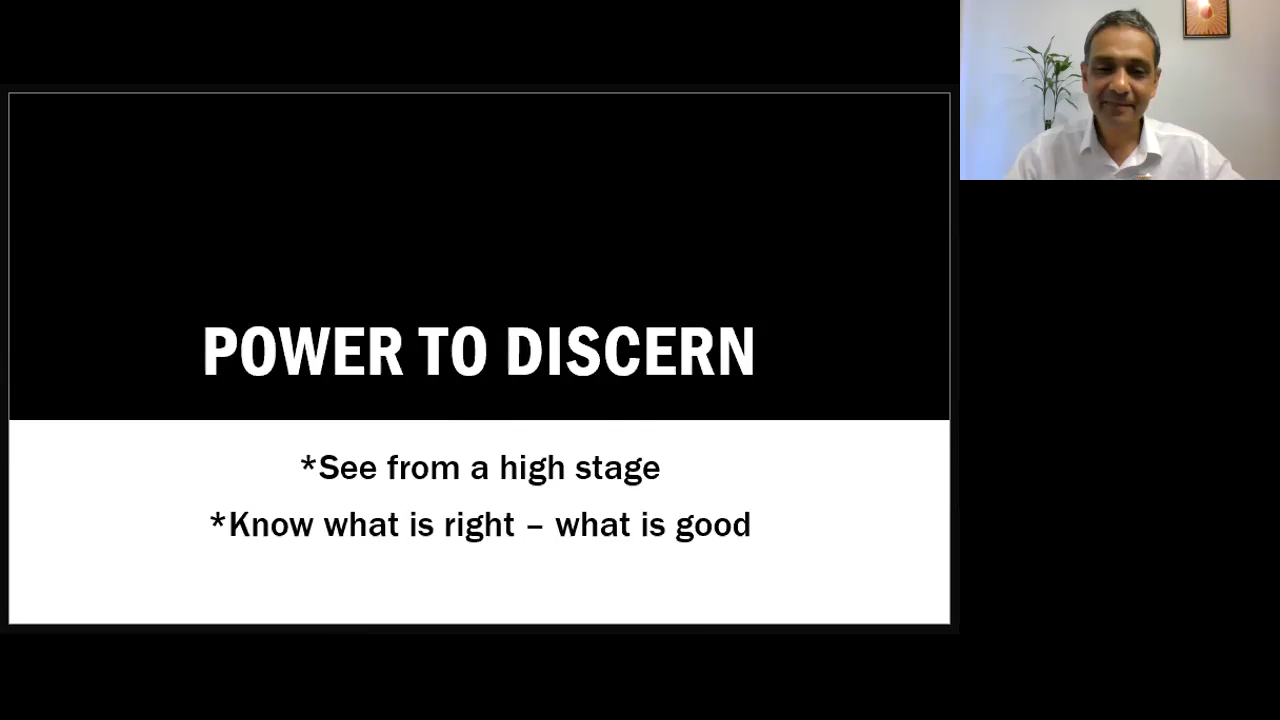 POWER TO DISCERN
*See from a high stage
*Know what is right – what is good